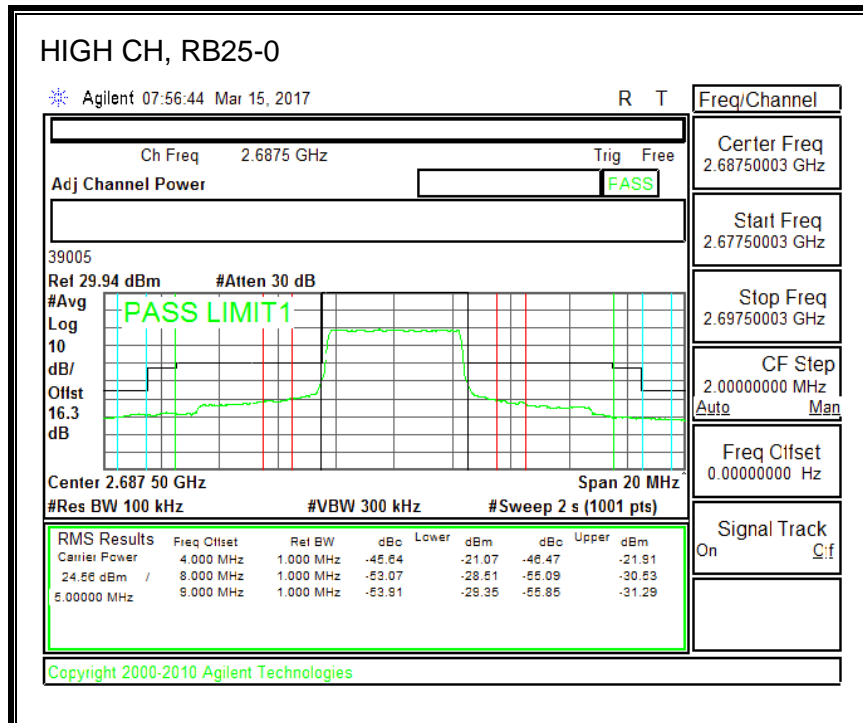 HIGH CH, RB25-0
Agilent 07:56:44 Mar 15, 2017 R T
Freq/Channel
Ch Freq 2.6875 GHz Trig Free
Adj Channel Power PASS
Center Freq
2.68750003 GHz
Start Freq
2.67750003 GHz
39005
Ref 29.94 dBm #Atten 30 dB
#Avg
Log
10
dB/
Offst
16.3
dB
PASS LIMIT1
Stop Freq
2.69750003 GHz
CF Step
2.00000000 MHz
Auto Man
Freq Offset
0.00000000 Hz
Center 2.687 50 GHz Span 20 MHz^
#Res BW 100 kHz #VBW 300 kHz #Sweep 2 s (1001 pts)
Signal Track
On Off
RMS Results Freq Offset Ref BW dBc Lower dBm dBc Upper dBm
Carrier Power 4.000 MHz 1.000 MHz -45.64 -21.07 -46.47 -21.91
24.56 dBm / 8.000 MHz 1.000 MHz -53.07 -28.51 -55.09 -30.53
5.00000 MHz 9.000 MHz 1.000 MHz -53.91 -29.35 -55.85 -31.29
Copyright 2000-2010 Agilent Technologies